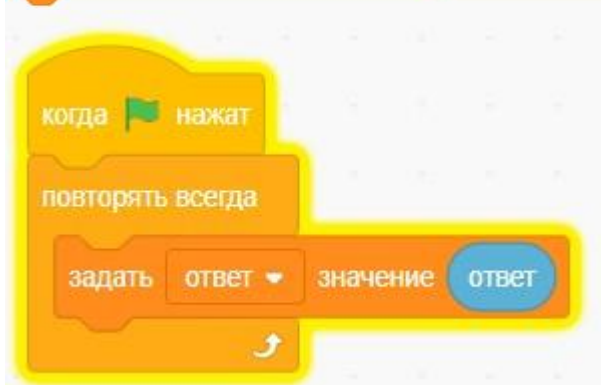 когда нажат
повторять всегда
задать ответ значение ответ